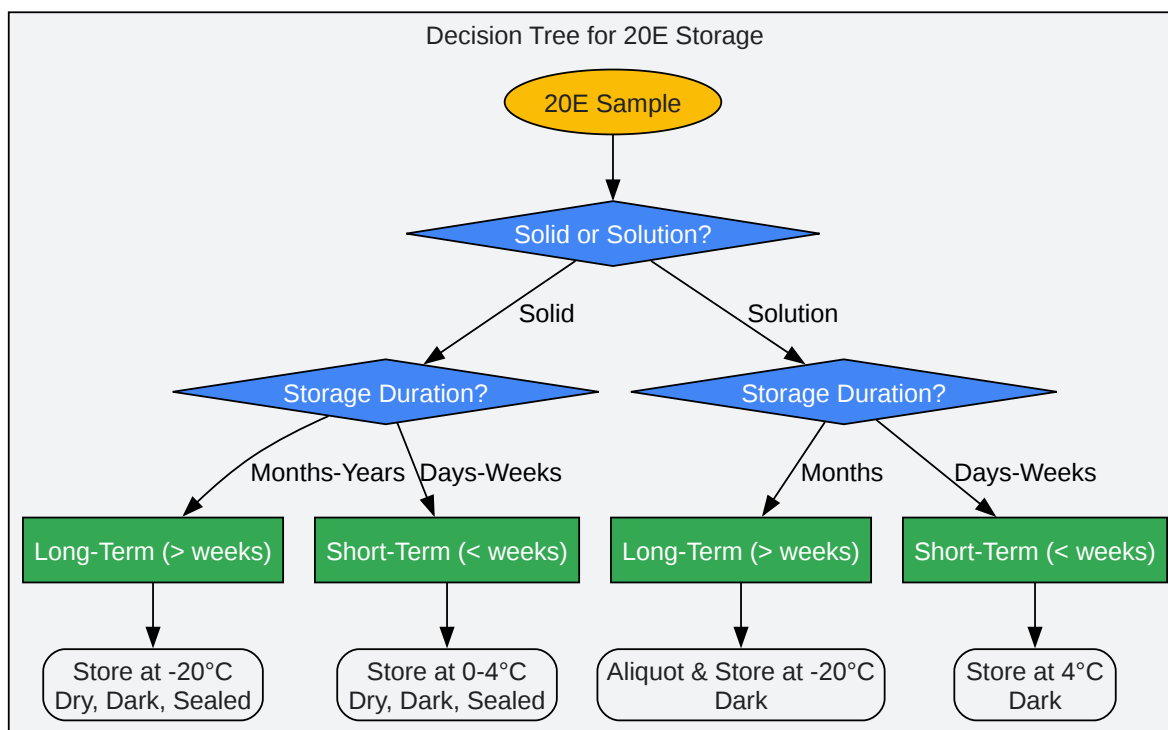 Decision Tree for 20E Storage
20E Sample
Solid or Solution?
Solid
Solution
Storage Duration?
Storage Duration?
Months-Years
Days-Weeks
Months
Days-Weeks
Long-Term (> weeks)
Short-Term (< weeks)
Long-Term (> weeks)
Short-Term (< weeks)
Store at -20°C
Dry, Dark, Sealed
Store at 0-4°C
Dry, Dark, Sealed
Aliquot & Store at -20°C
Dark
Store at 4°C
Dark